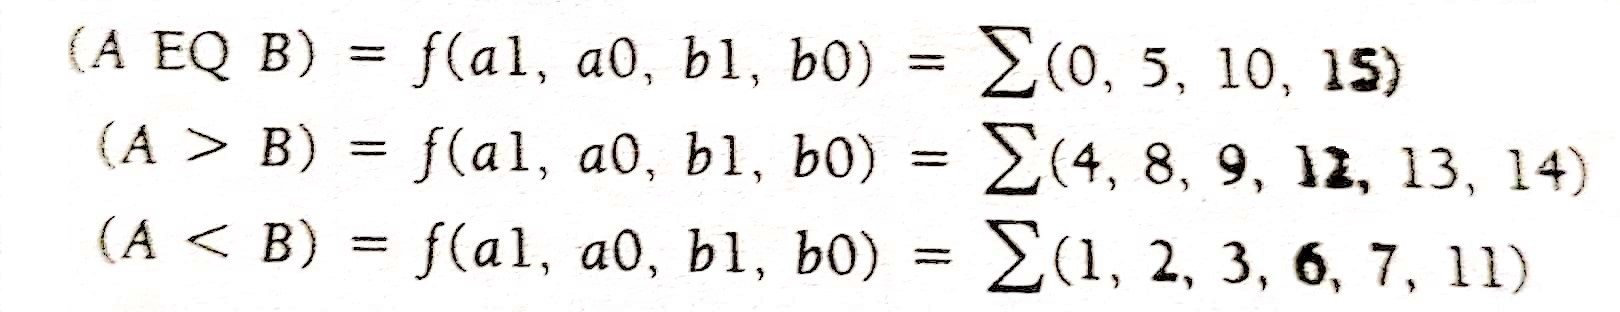 (A EQ B) = f(a1, a0, b1, b0) = ∑(0, 5, 10, 15)
(A > B) = f(a1, a0, b1, b0) = ∑(4, 8, 9, 12, 13, 14)
(A < B) = f(a1, a0, b1, b0) = ∑(1, 2, 3, 6, 7, 11)